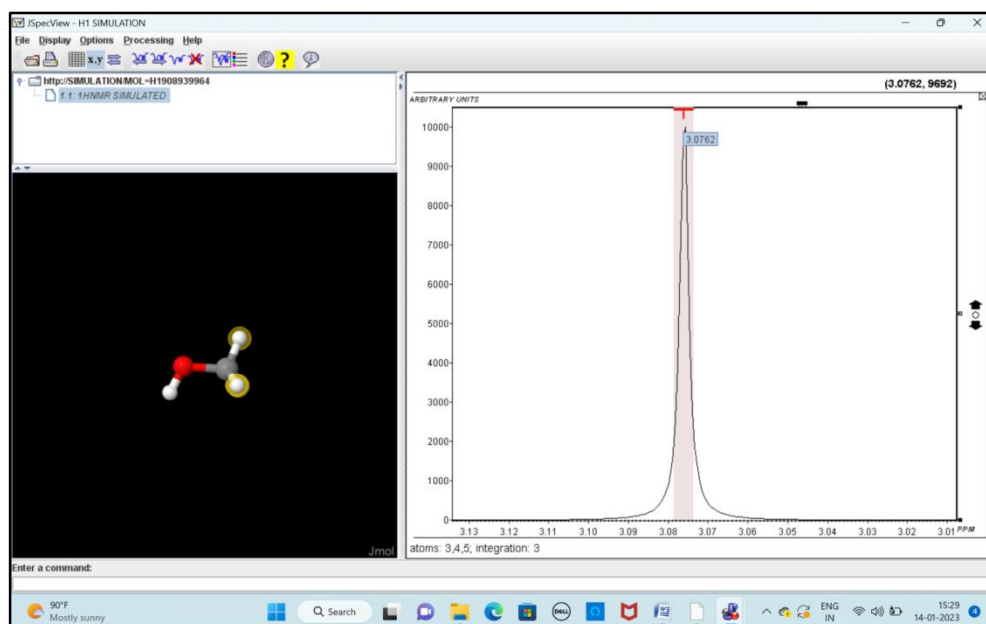 JSpecView - H1 SIMULATION
File Display Options Processing Help
x,y
http://SIMULATION/MOL=H1908939964
1.1: 1HNMR SIMULATED
(3.0762, 9692)
ARBITRARY UNITS
3.0762
10000
9000
8000
7000
6000
5000
4000
3000
2000
1000
0
3.13 3.12 3.11 3.10 3.09 3.08 3.07 3.06 3.05 3.04 3.03 3.02 3.01 PPM
Jmol
atoms: 3,4,5; integration: 3
Enter a command:
90°F
Mostly sunny
Search
DELL
ENG
IN
15:29
14-01-2023
4